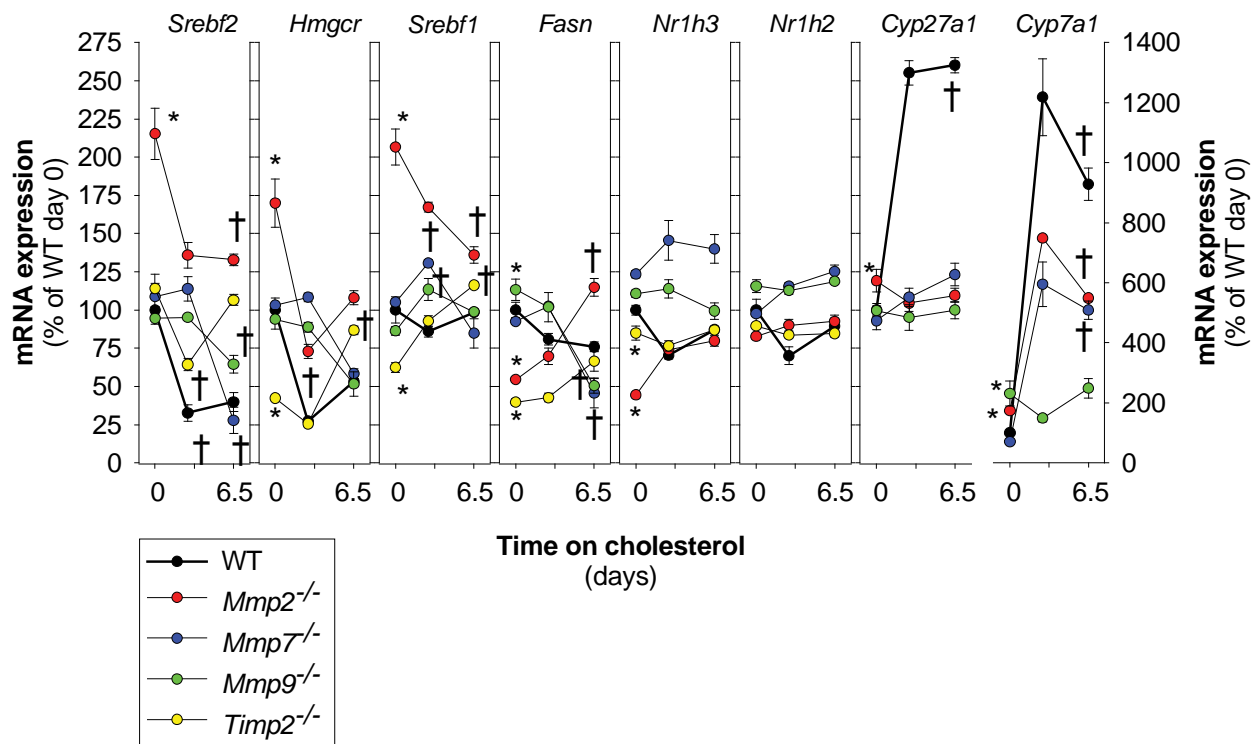 Srebf2 Hmgcr Srebf1 Fasn Nr1h3 Nr1h2 Cyp27a1 Cyp7a1
mRNA expression
(% of WT day 0)
275
250
225
200
175
150
125
100
75
50
25
0
* * * * * * * * * * * *
† † † † † † † † † † † † † † † † †
1400
1200
1000
800
600
400
200
0
mRNA expression
(% of WT day 0)
0 6.5 0 6.5 0 6.5 0 6.5 0 6.5 0 6.5 0 6.5 0 6.5
Time on cholesterol
(days)
WT
Mmp2-/-
Mmp7-/-
Mmp9-/-
Timp2-/-